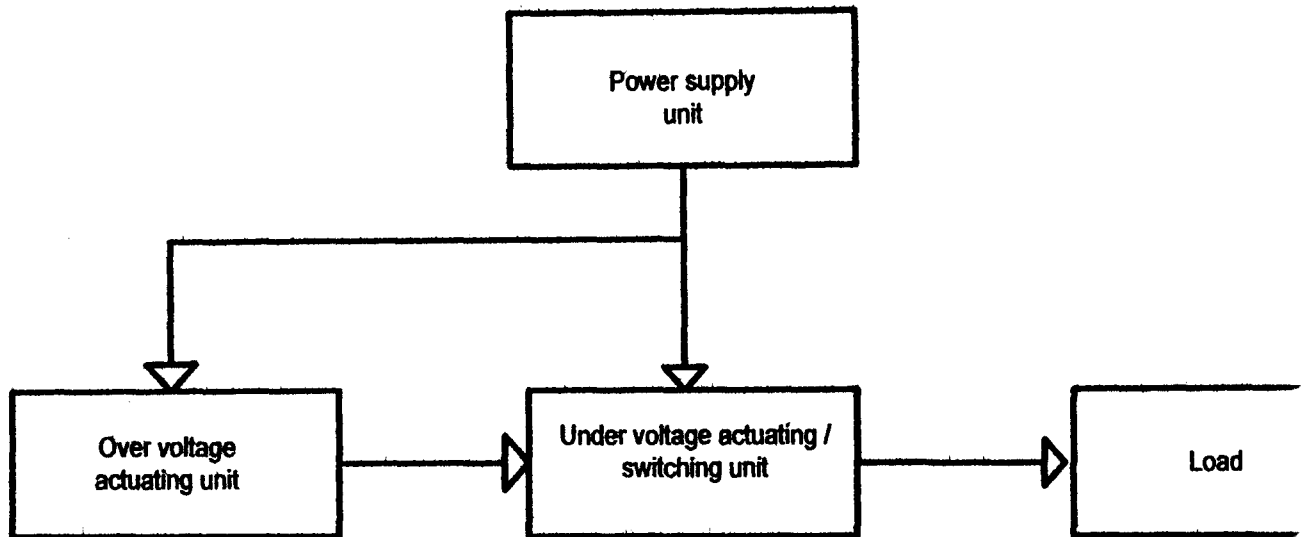 Power supply
unit
Over voltage
actuating unit
Under voltage actuating /
switching unit
Load